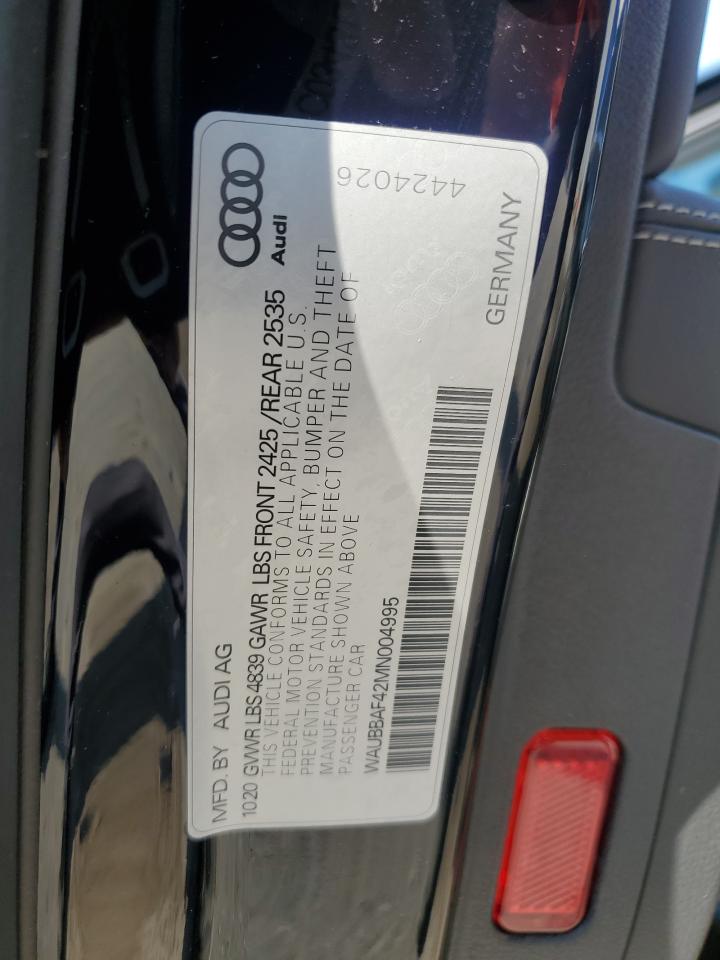 MFD. BY AUDI AG
Audi
1020 GVWR LBS 4839 GAWR LBS FRONT 2425 /REAR 2535
THIS VEHICLE CONFORMS TO ALL APPLICABLE U.S.
FEDERAL MOTOR VEHICLE SAFETY, BUMPER AND THEFT
PREVENTION STANDARDS IN EFFECT ON THE DATE OF
MANUFACTURE SHOWN ABOVE
PASSENGER CAR
WAUBBAF42MN004995
GERMANY
4424026